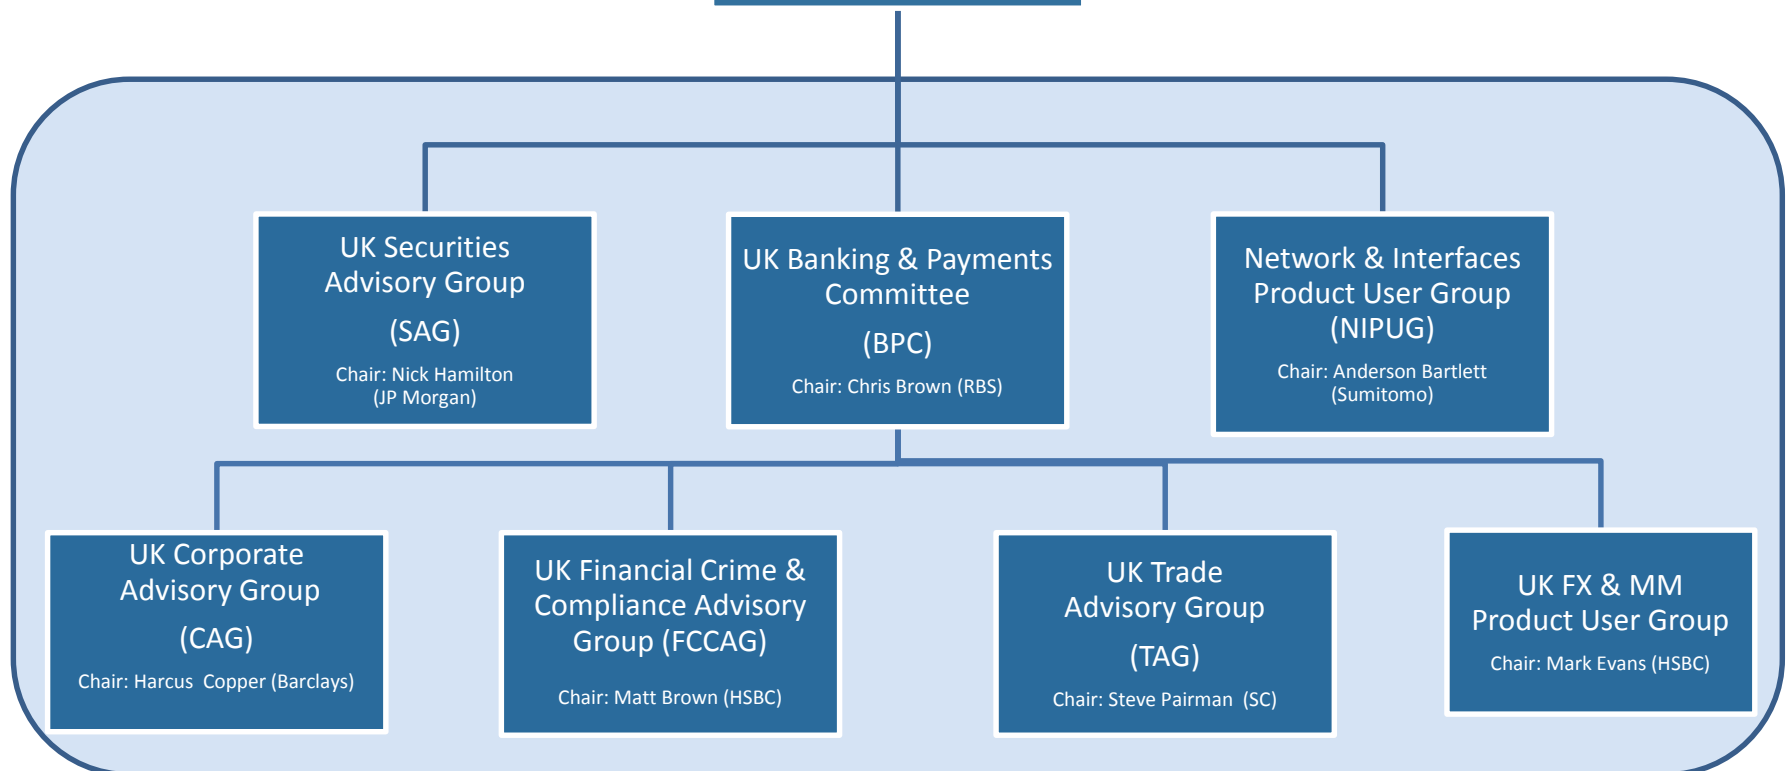 UK Securities
Advisory Group
(SAG)
Chair: Nick Hamilton
(JP Morgan)
UK Banking & Payments
Committee
(BPC)
Chair: Chris Brown (RBS)
Network & Interfaces
Product User Group
(NIPUG)
Chair: Anderson Bartlett
(Sumitomo)
UK Corporate
Advisory Group
(CAG)
Chair: Harcus  Copper (Barclays)
UK Financial Crime &
Compliance Advisory
Group (FCCAG)
Chair: Matt Brown (HSBC)
UK Trade
Advisory Group
(TAG)
Chair: Steve Pairman  (SC)
UK FX & MM
Product User Group
Chair: Mark Evans (HSBC)